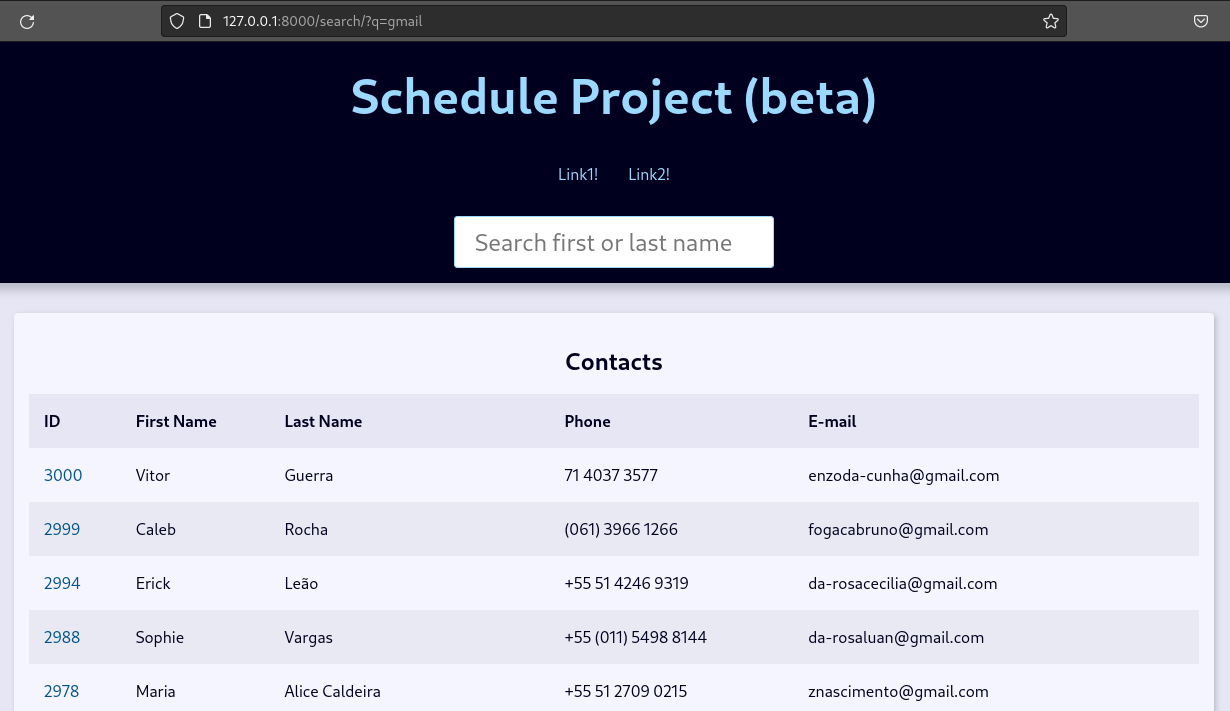 127.0.0.1:8000/search/?q=gmail
Schedule Project (beta)
Link1! Link2!
Search first or last name
Contacts
ID First Name Last Name Phone E-mail
3000 Vitor Guerra 71 4037 3577 enzoda-cunha@gmail.com
2999 Caleb Rocha (061) 3966 1266 fogacabruno@gmail.com
2994 Erick Leão +55 51 4246 9319 da-rosacecilia@gmail.com
2988 Sophie Vargas +55 (011) 5498 8144 da-rosaluan@gmail.com
2978 Maria Alice Caldeira +55 51 2709 0215 znascimento@gmail.com